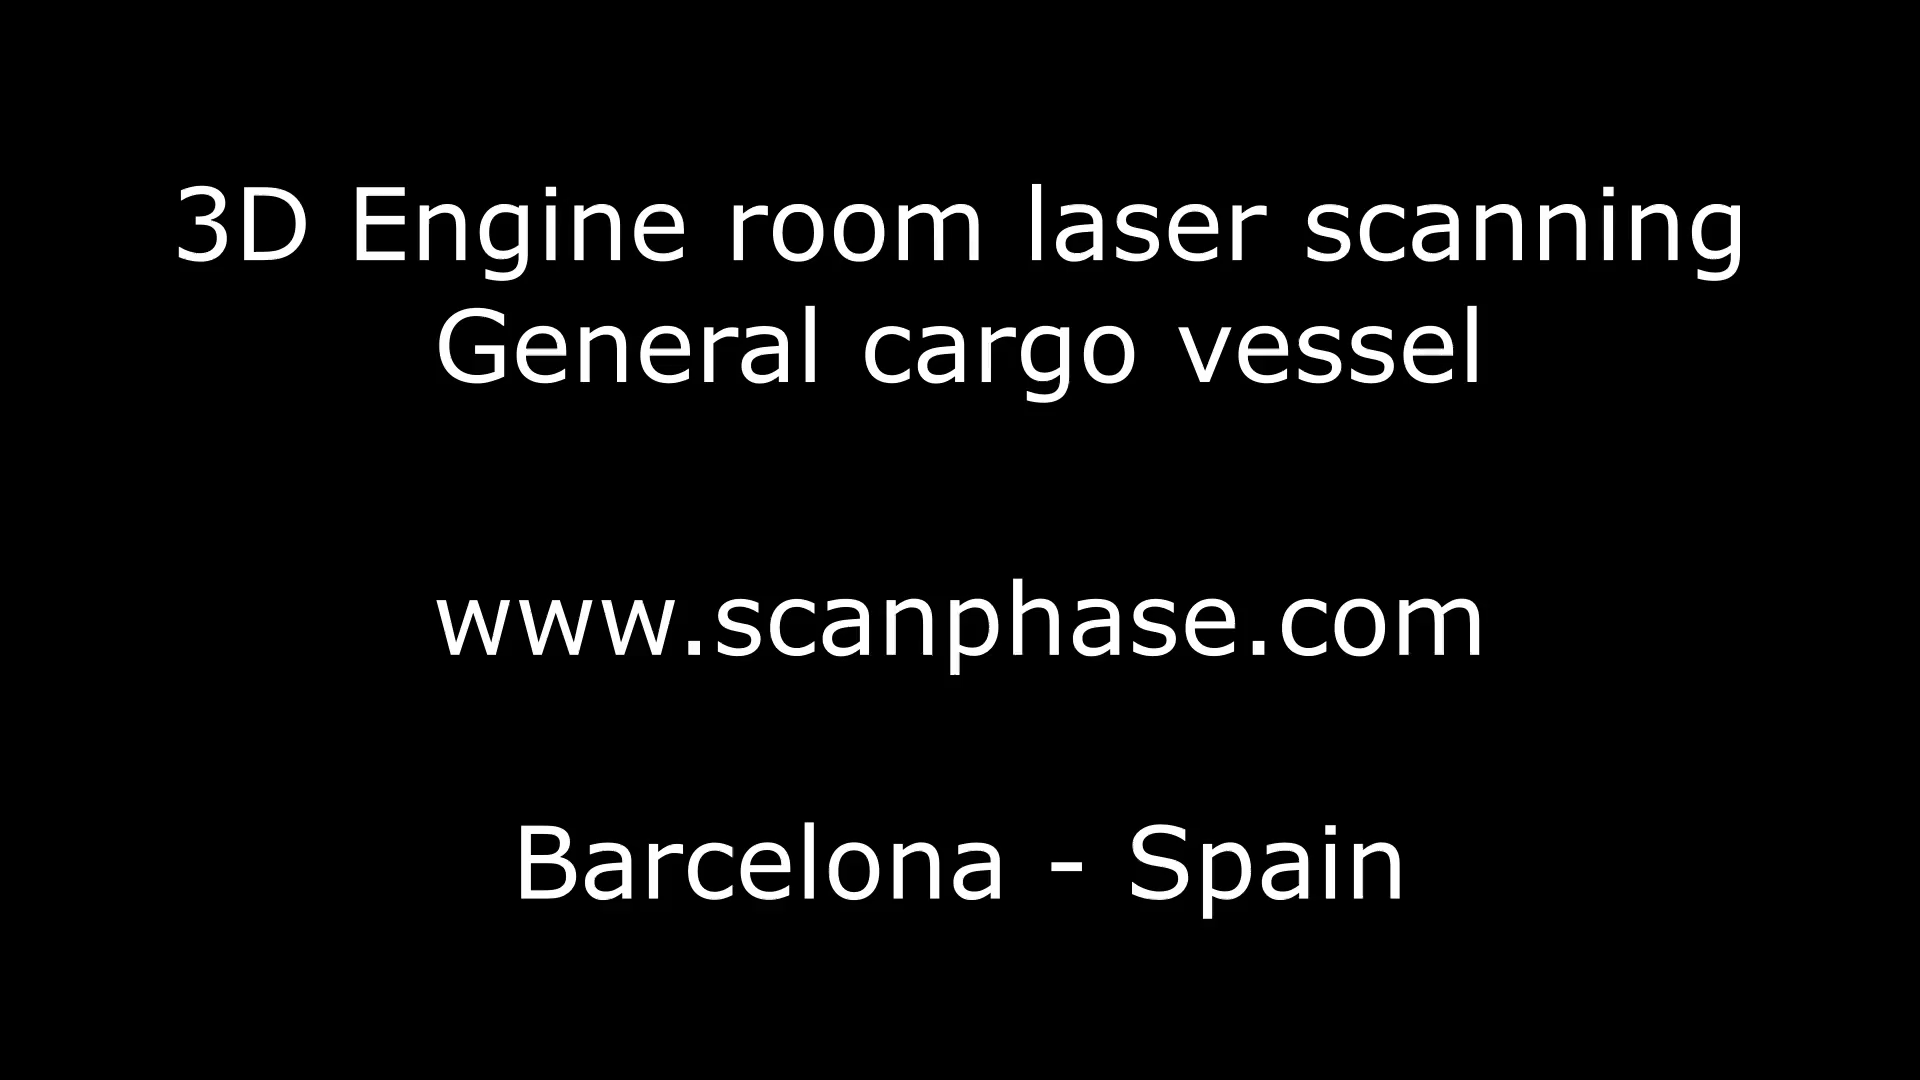 3D Engine room laser scanning
General cargo vessel
www.scanphase.com
Barcelona - Spain